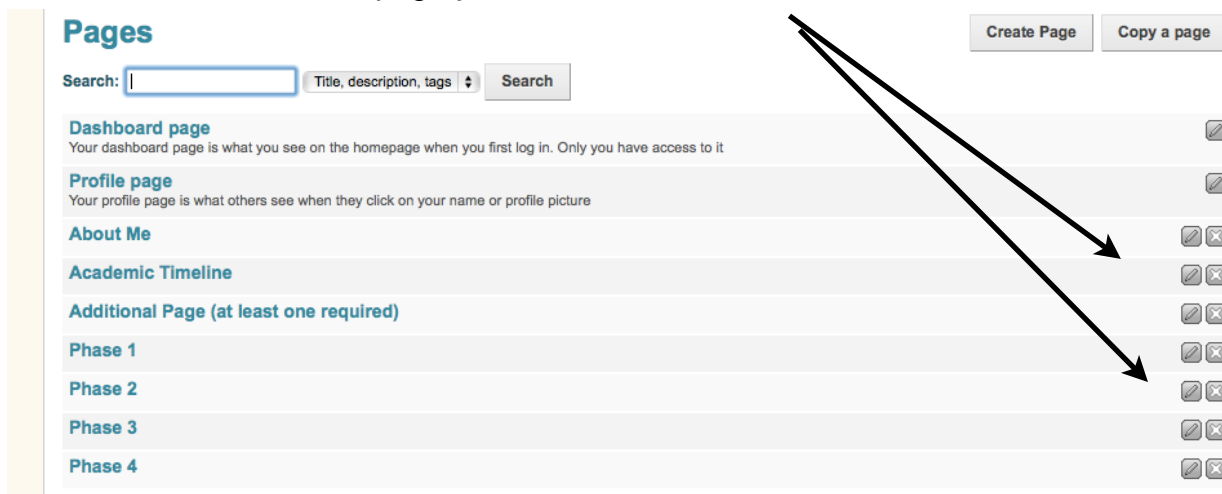 Pages
Create Page
Copy a page
Search:
Title, description, tags
Search
Dashboard page
Your dashboard page is what you see on the homepage when you first log in. Only you have access to it
Profile page
Your profile page is what others see when they click on your name or profile picture
About Me
Academic Timeline
Additional Page (at least one required)
Phase 1
Phase 2
Phase 3
Phase 4